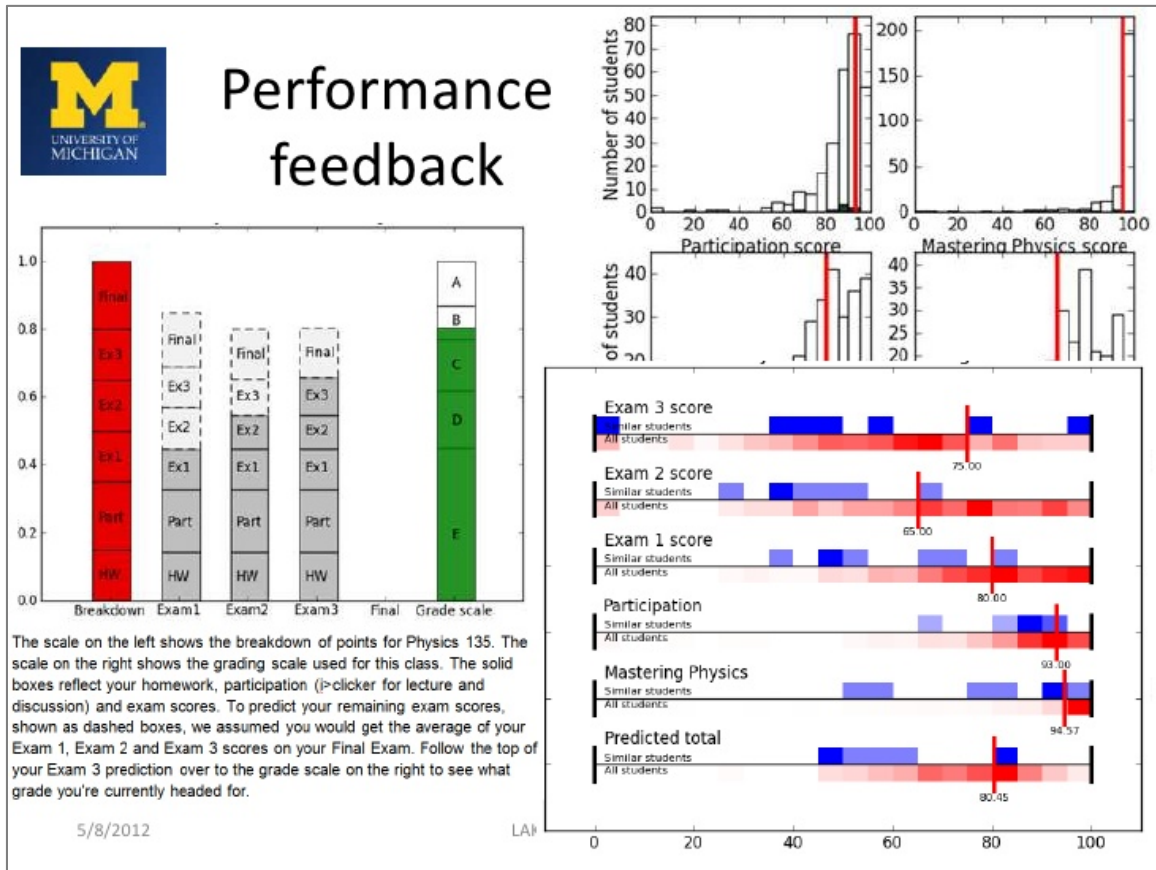 M
UNIVERSITY OF
MICHIGAN
Performance
feedback
1.0
0.8
0.6
0.4
0.2
0.0
Final
Ex3
Ex2
Ex1
Part
HW
Final
Ex3
Ex2
Ex1
Part
HW
Final
Ex3
Ex2
Ex1
Part
HW
Final
Ex3
Ex2
Ex1
Part
HW
A
B
C
D
E
Breakdown Exam1 Exam2 Exam3 Final Grade scale
The scale on the left shows the breakdown of points for Physics 135. The
scale on the right shows the grading scale used for this class. The solid
boxes reflect your homework, participation (i>clicker for lecture and
discussion) and exam scores. To predict your remaining exam scores,
shown as dashed boxes, we assumed you would get the average of your
Exam 1, Exam 2 and Exam 3 scores on your Final Exam. Follow the top of
your Exam 3 prediction over to the grade scale on the right to see what
grade you're currently headed for.
5/8/2012
Number of students
80
70
60
50
40
30
20
10
0
0 20 40 60 80 100
Participation score
200
150
100
50
0
0 20 40 60 80 100
Mastering Physics score
of students
40
30
20
40
35
30
25
20
Exam 3 score
students
All students
75.00
Exam 2 score
Similar students
All students
65.00
Exam 1 score
Similar students
All students
80.00
Participation
Similar students
All students
93.00
Mastering Physics
Similar students
All students
94.57
Predicted total
Similar students
All students
80.45
0 20 40 60 80 100